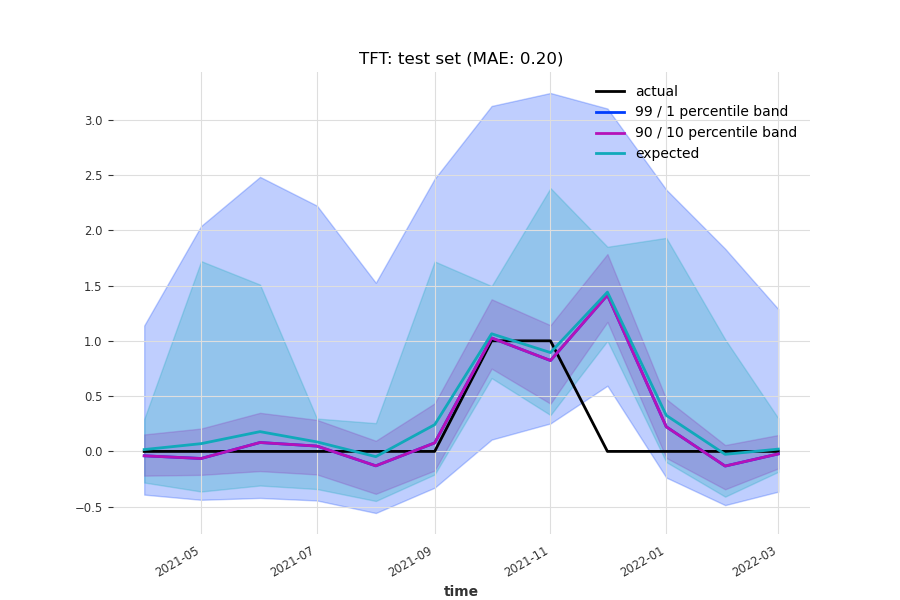 TFT: test set (MAE: 0.20)
actual
99 / 1 percentile band
90 / 10 percentile band
expected
3.0
2.5
2.0
1.5
1.0
0.5
0.0
−0.5
2021-05
2021-07
2021-09
2021-11
2022-01
2022-03
time